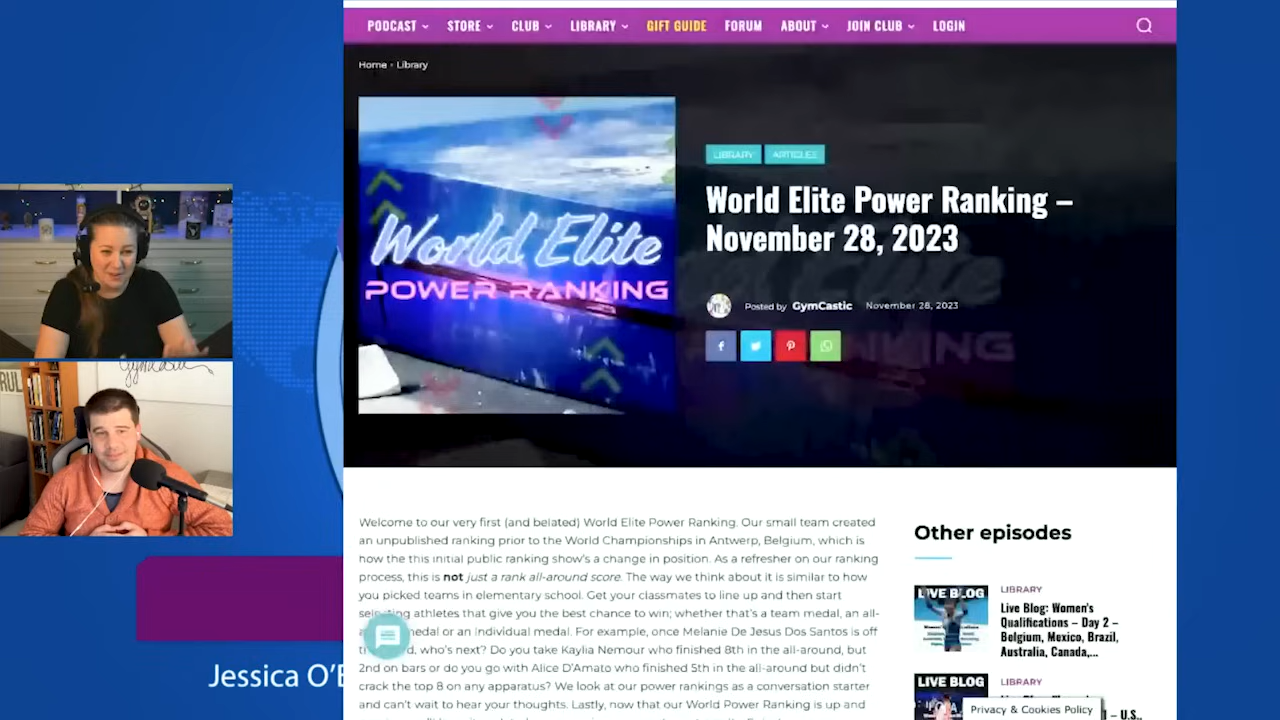 PODCAST STORE CLUB LIBRARY GIFT GUIDE FORUM ABOUT JOIN CLUB LOGIN
Home Library
World Elite
POWER RANKING
LIBRARY ARTICLES
World Elite Power Ranking –
November 28, 2023
Posted by GymCastic November 28, 2023
Welcome to our very first (and belated) World Elite Power Ranking. Our small team created
an unpublished ranking prior to the World Championships in Antwerp, Belgium, which is
how the this initial public ranking show's a change in position. As a refresher on our ranking
process, this is not just a rank all-around score. The way we think about it is similar to how
you picked teams in elementary school. Get your classmates to line up and then start
athletes that give you the best chance to win; whether that's a team medal, an all-
medal or an individual medal. For example, once Melanie De Jesus Dos Santos is off
who's next? Do you take Kaylia Nemour who finished 8th in the all-around, but
2nd on bars or do you go with Alice D'Amato who finished 5th in the all-around but didn't
crack the top 8 on any apparatus? We look at our power rankings as a conversation starter
and can't wait to hear your thoughts. Lastly, now that our World Power Ranking is up and
Other episodes
LIVE BLOG
LIBRARY
Live Blog: Women's
Qualifications – Day 2 –
Belgium, Mexico, Brazil,
Australia, Canada,...
LIVE BLOG
LIBRARY
– U.S..
Privacy & Cookies Policy
Jessica O'